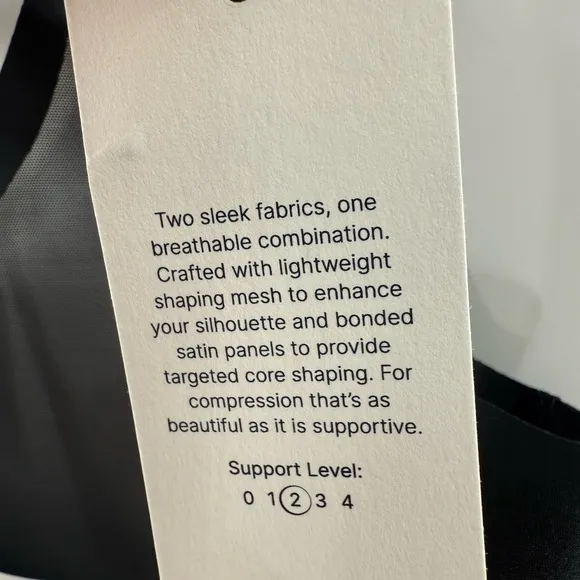 Two sleek fabrics, one
breathable combination.
Crafted with lightweight
shaping mesh to enhance
your silhouette and bonded
satin panels to provide
targeted core shaping. For
compression that's as
beautiful as it is supportive.
Support Level:
0 1 2 3 4